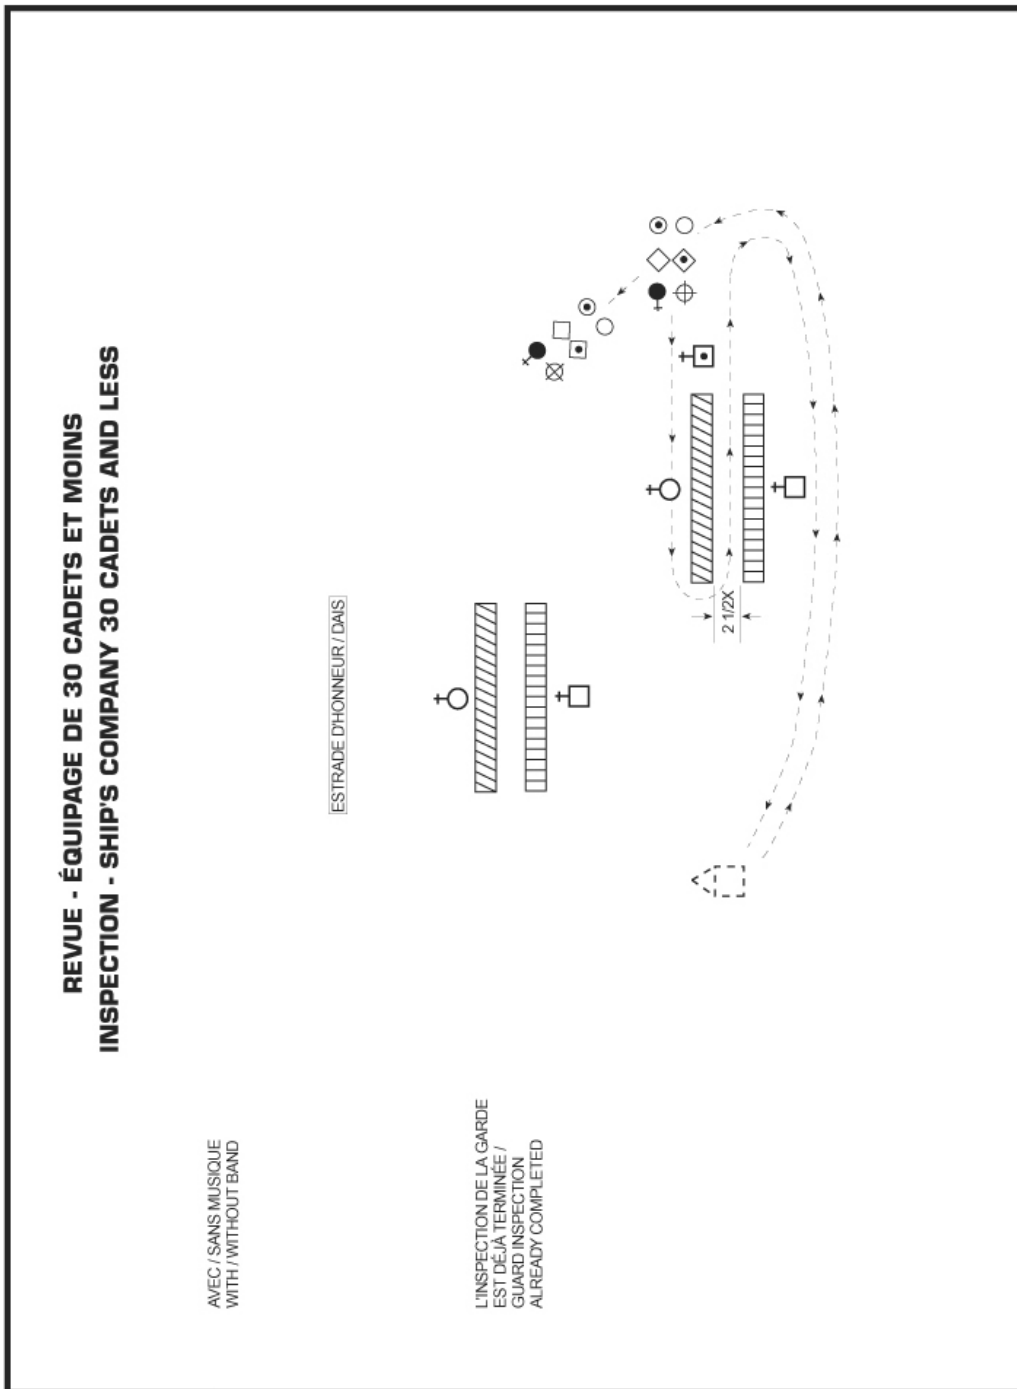 REVUE - ÉQUIPAGE DE 30 CADETS ET MOINS
INSPECTION - SHIP'S COMPANY 30 CADETS AND LESS
AVEC / SANS MUSIQUE
WITH / WITHOUT BAND
ESTRADE D'HONNEUR / DAIS
L'INSPECTION DE LA GARDE
EST DÉJÀ TERMINÉE /
GUARD INSPECTION
ALREADY COMPLETED
2 1/2X